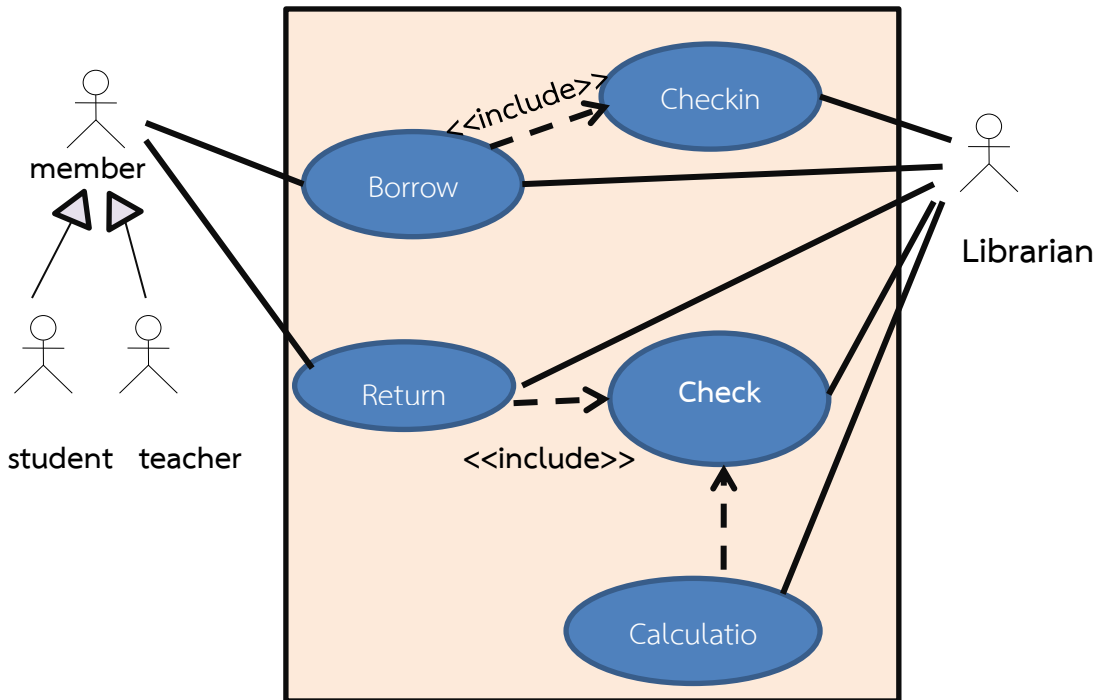 <<include>>
Checkin
member
Borrow
Librarian
Return
Check
student
teacher
<<include>>
Calculatio